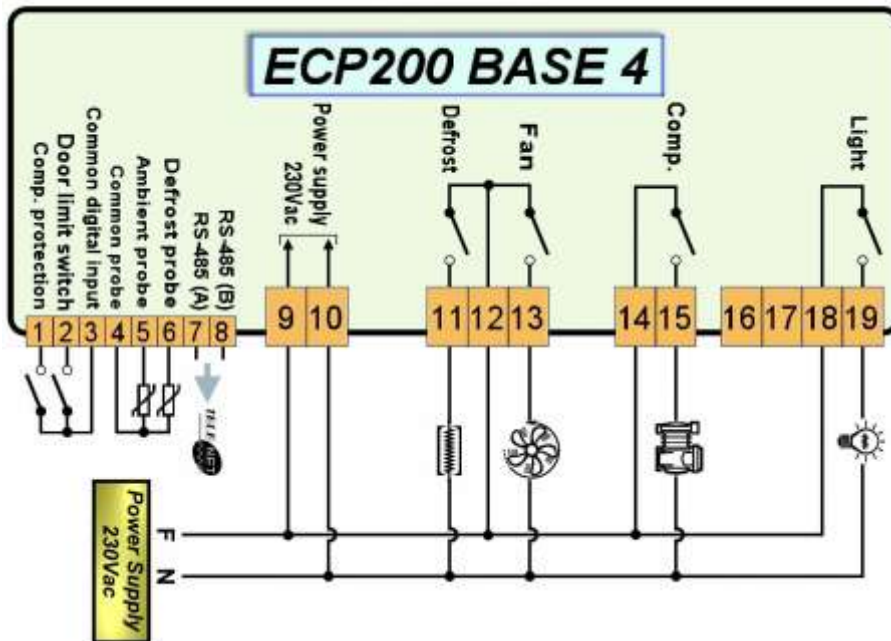 ECP200 BASE 4
Comp. protection
Door limit switch
Common digital input
Common probe
Ambient probe
Defrost probe
RS-485 (A)
RS-485 (B)
Power supply
230Vac
Defrost
Fan
Comp.
Light
1 2 3 4 5 6 7 8
9 10
11 12 13
14 15
16 17 18 19
TELE
NET
Power Supply
230Vac
F
N